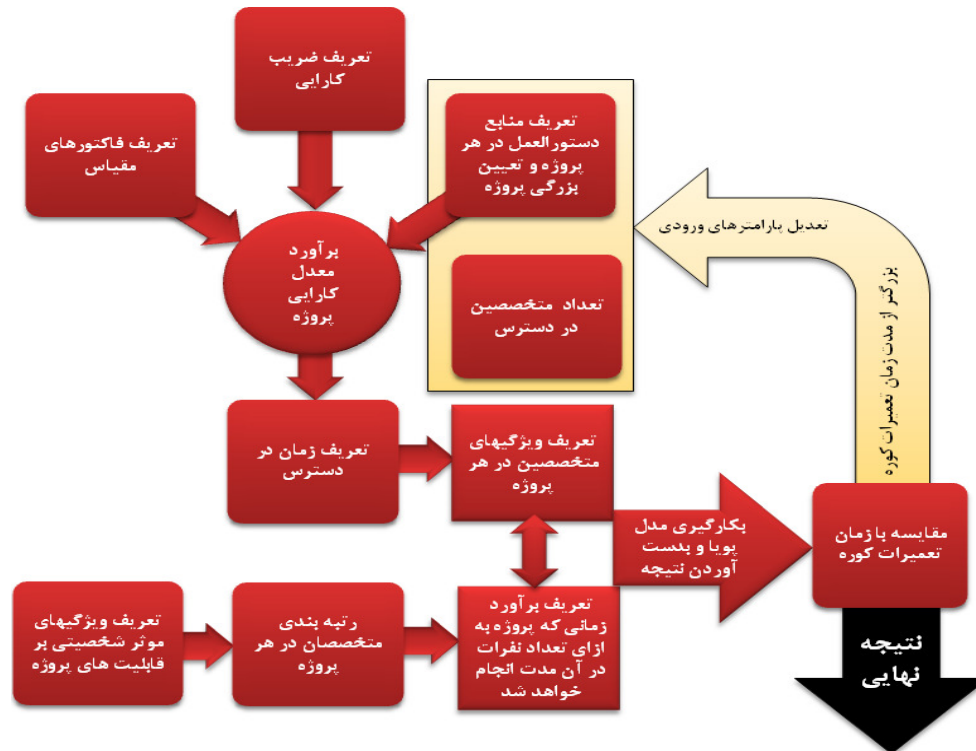 تعریف ضریب
کارایی
تعریف منابع
دستورالعمل در هر
پروژه و تعیین
بزرگی پروژه
تعریف فاکتورهای
مقیاس
تعدیل پارامترهای ورودی
برآورد
معدل
کارایی
پروژه
تعداد متخصصین
در دسترس
بزرگتر از مدت زمان تعمیرات کوره
تعریف زمان در
دسترس
تعریف ویژگیهای
متخصصین در هر
پروژه
بکارگیری مدل
پویا و بدست
آوردن نتیجه
مقایسه با زمان
تعمیرات کوره
تعریف ویژگیهای
موثر شخصیتی بر
قابلیت های پروژه
رتبه بندی
متخصصان در هر
پروژه
تعریف برآورد
زمانی که پروژه به
ازای تعداد نفرات
در آن مدت انجام
خواهد شد
نتیجه
نهایی